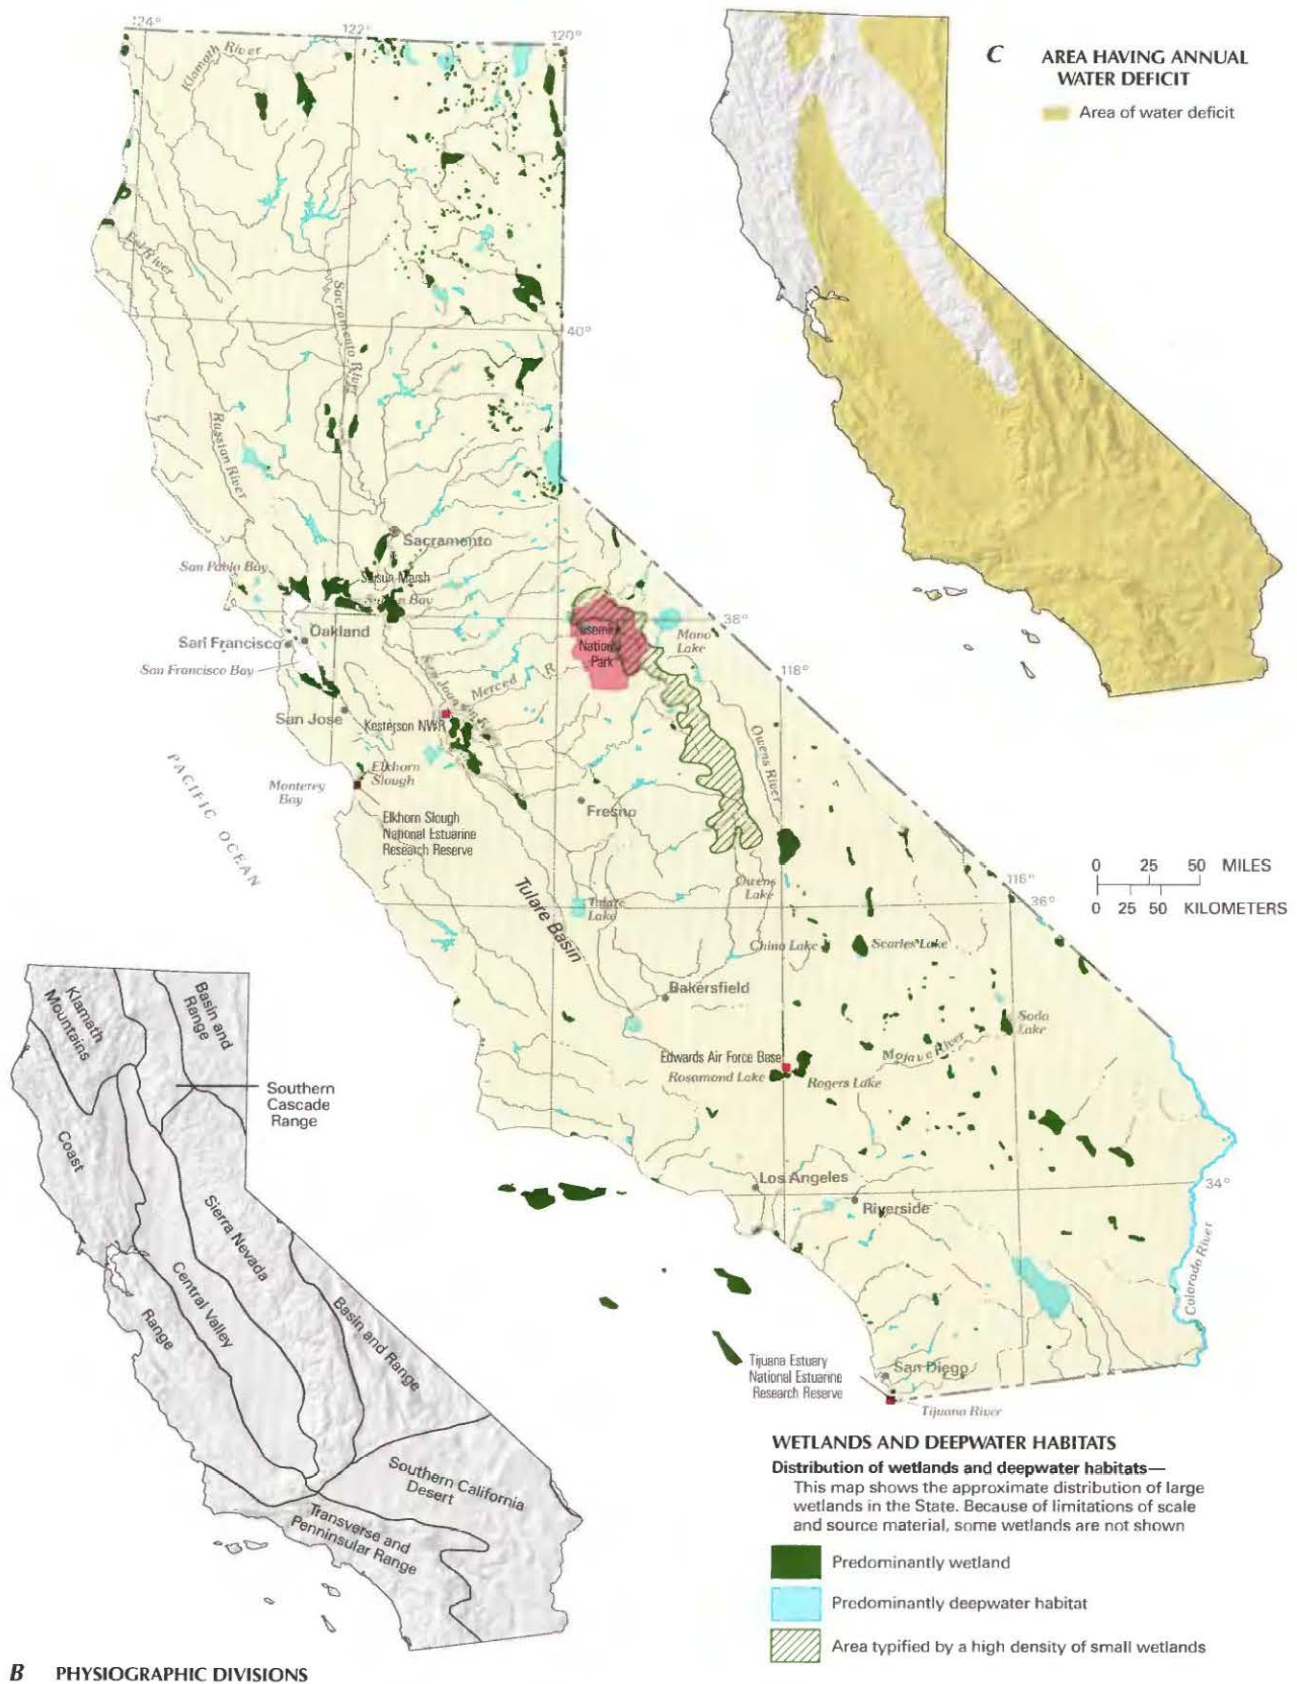 124°
122°
120°
Klamath River
C AREA HAVING ANNUAL
WATER DEFICIT
Area of water deficit
Eel River
Sacramento River
40°
Russian River
Sacramento
San Pablo Bay
Suisun Marsh
Bay
38°
Oakland
San Francisco
San Francisco Bay
National
Park
Mono
Lake
118°
San Joaquin
Merced R
San Jose
Kesterson NWR
Owens River
PACIFIC OCEAN
Elkhorn
Slough
Monterey
Bay
Fresno
Elkhorn Slough
National Estuarine
Research Reserve
0 25 50 MILES
0 25 50 KILOMETERS
116°
36°
Owens
Lake
Tulare
Lake
Tulare Basin
China Lake
Searles Lake
Bakersfield
Soda
Lake
Mojave River
Edwards Air Force Base
Rosamond Lake
Rogers Lake
Los Angeles
Riverside
34°
Colorado River
San Diego
Tijuana Estuary
National Estuarine
Research Reserve
Tijuana River
Klamath
Mountains
Basin and
Range
Southern
Cascade
Range
Coast
Range
Sierra Nevada
Central Valley
Basin and Range
Southern California
Desert
Transverse and
Penninsular Range
B PHYSIOGRAPHIC DIVISIONS
WETLANDS AND DEEPWATER HABITATS
Distribution of wetlands and deepwater habitats—
This map shows the approximate distribution of large
wetlands in the State. Because of limitations of scale
and source material, some wetlands are not shown
Predominantly wetland
Predominantly deepwater habitat
Area typified by a high density of small wetlands